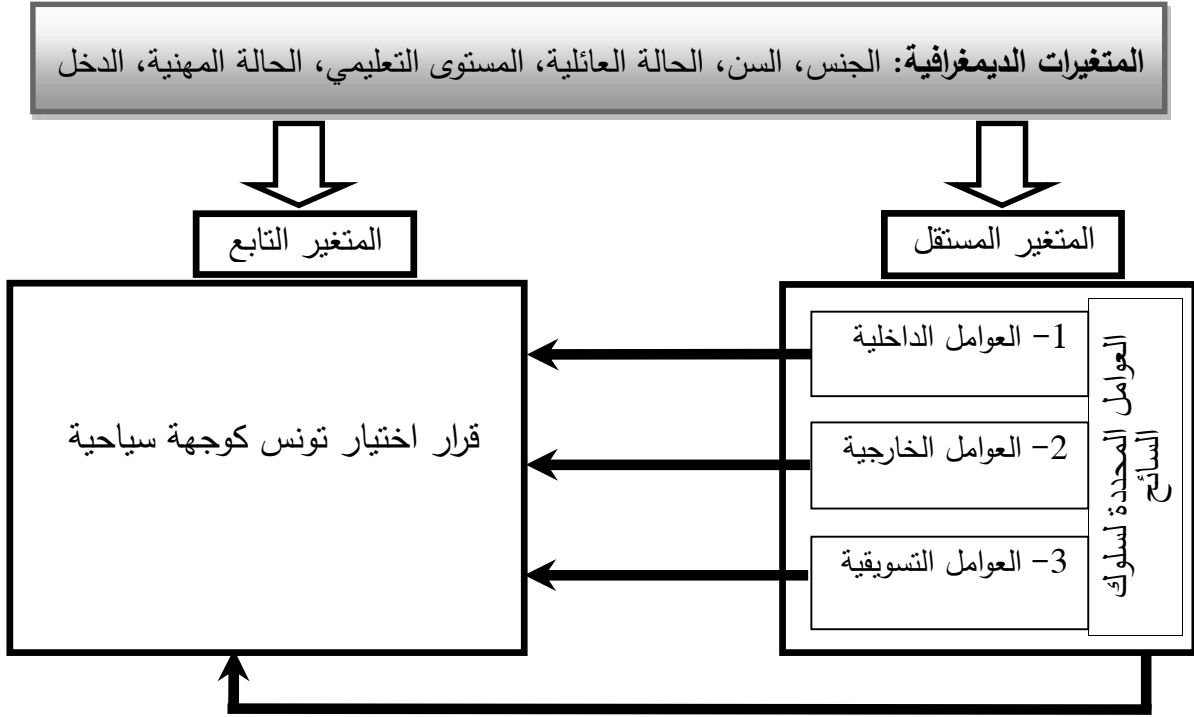 المتغيرات الديمغرافية: الجنس، السن، الحالة العائلية، المستوى التعليمي، الحالة المهنية، الدخل
المتغير المستقل
المتغير التابع
العوامل المحددة لسلوك
السائح
1- العوامل الداخلية
2- العوامل الخارجية
3- العوامل التسويقية
قرار اختيار تونس كوجهة سياحية